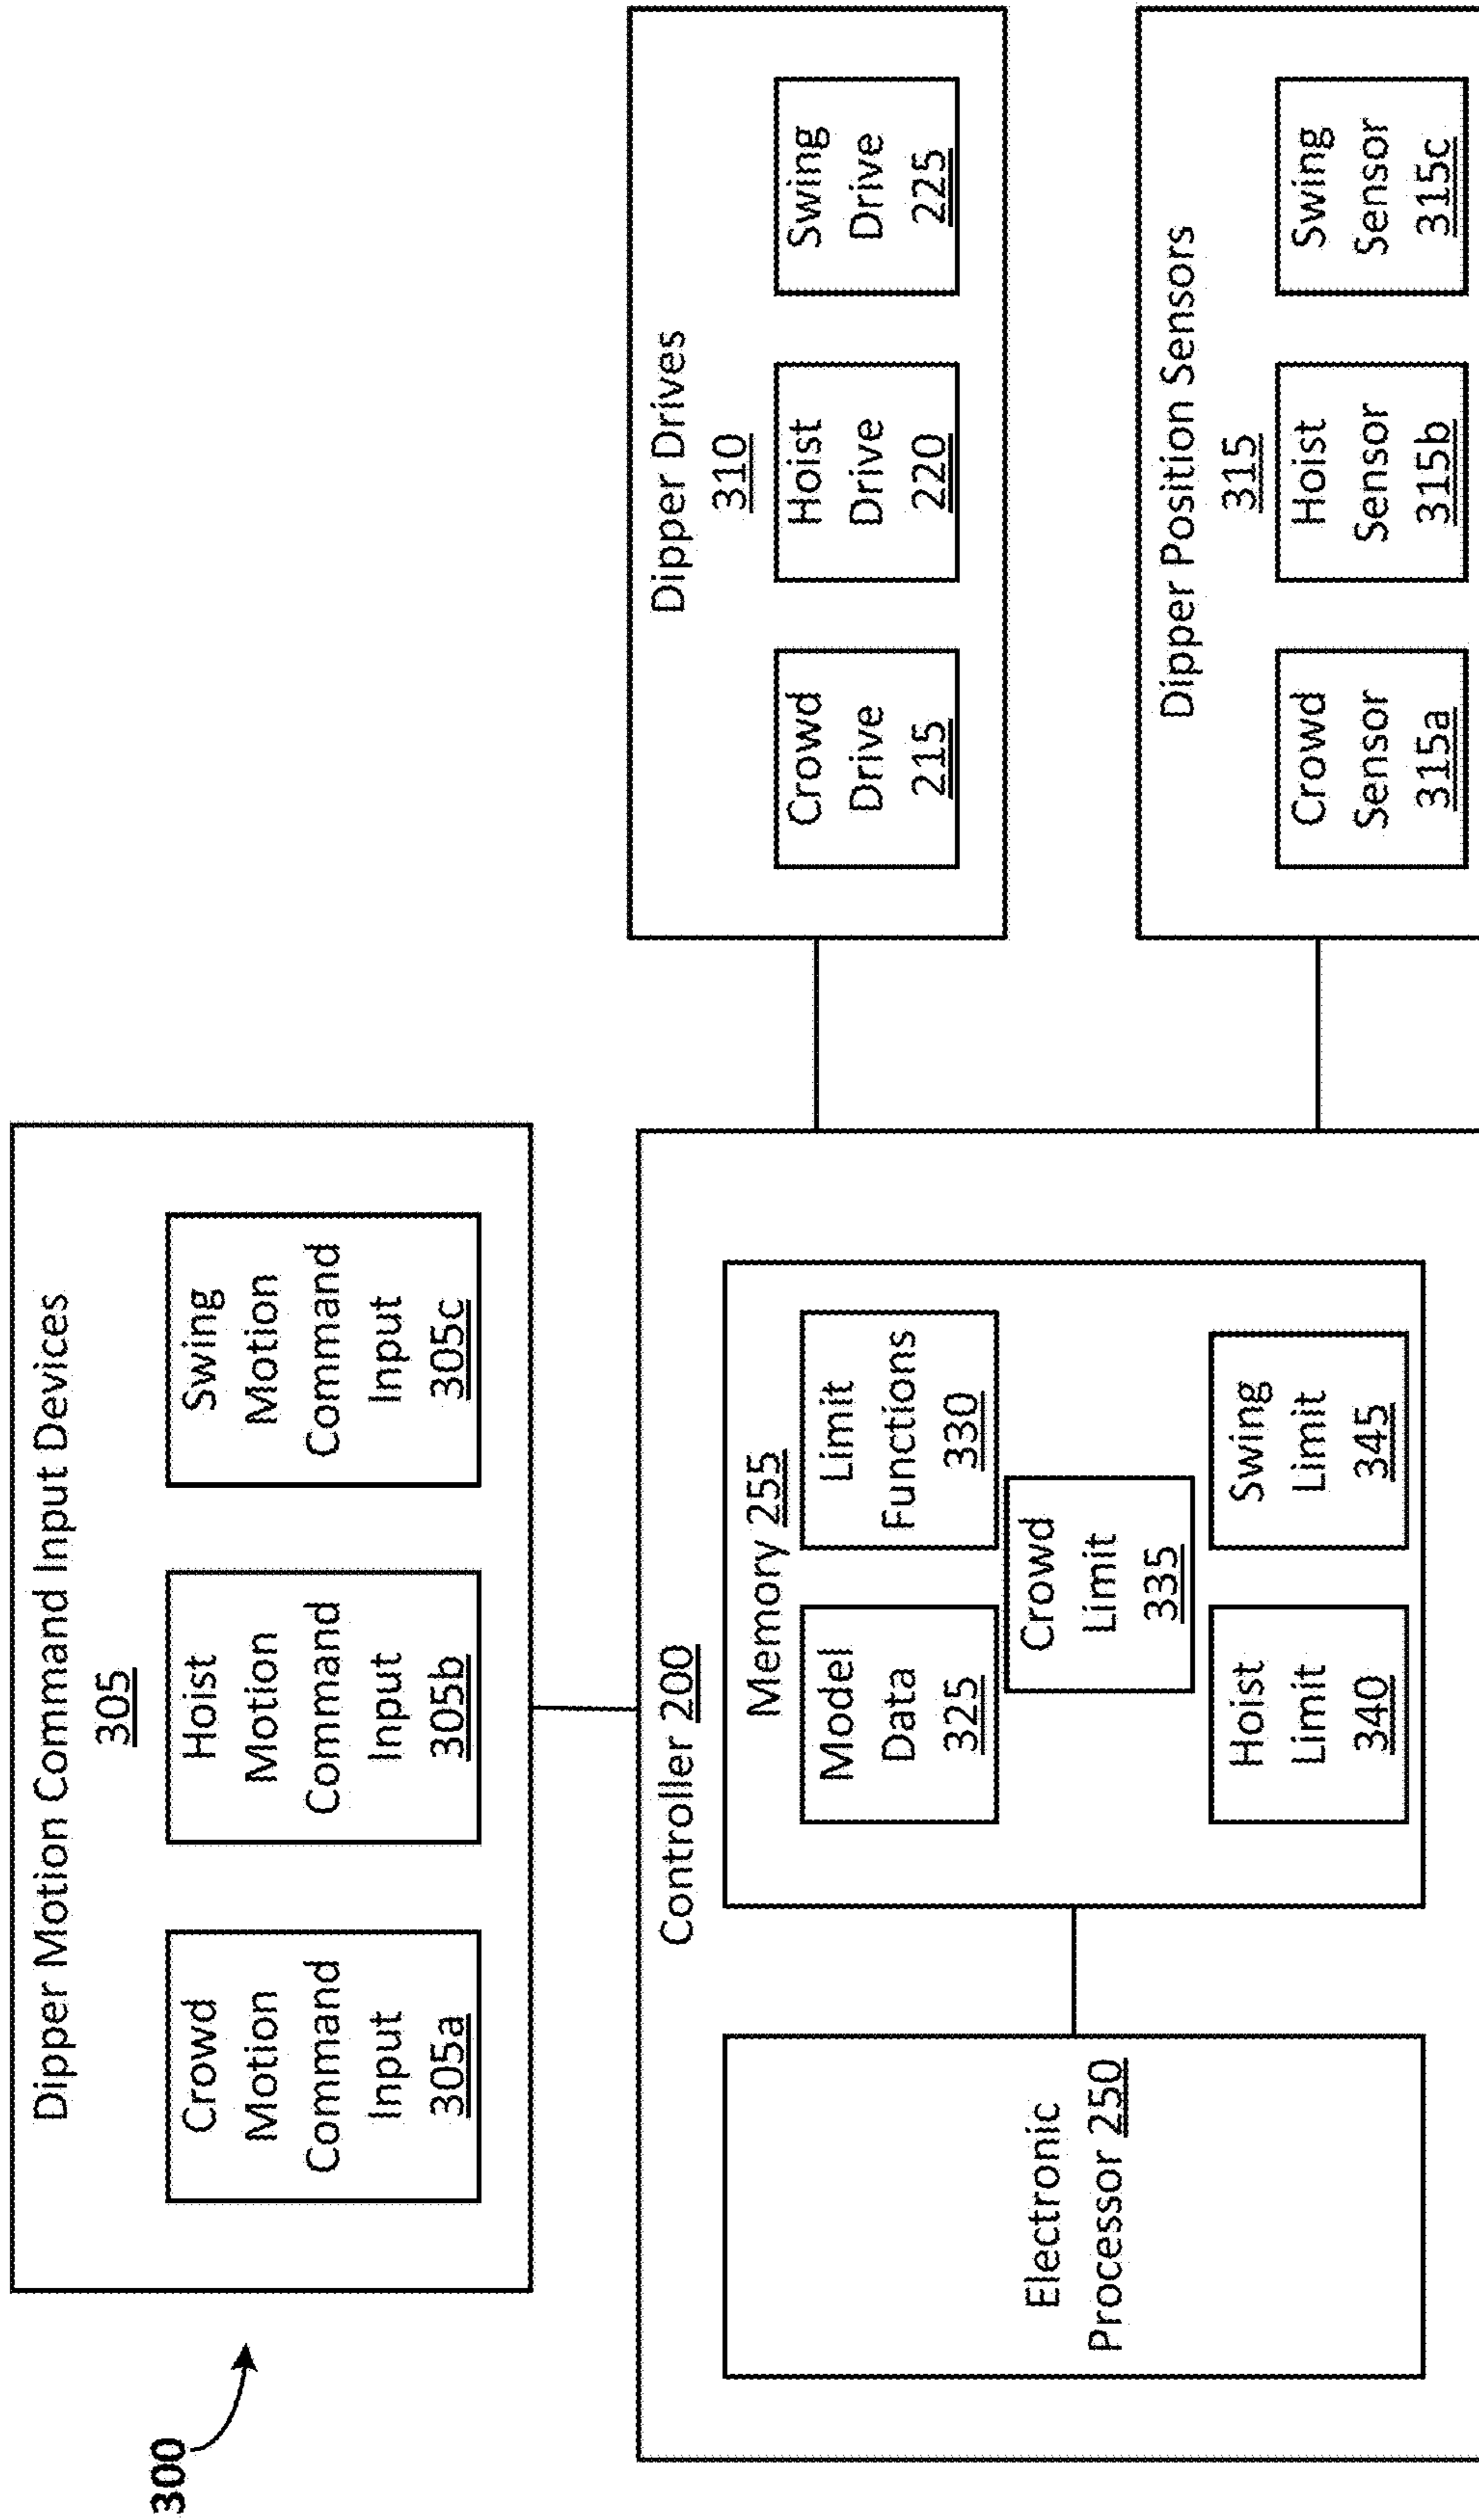 300
Dipper Motion Command Input Devices
305
Crowd
Motion
Command
Input
305a
Hoist
Motion
Command
Input
305b
Swing
Motion
Command
Input
305c
Controller 200
Electronic
Processor 250
Memory 255
Model
Data
325
Limit
Functions
330
Crowd
Limit
335
Hoist
Limit
340
Swing
Limit
345
Dipper Drives
310
Crowd
Drive
215
Hoist
Drive
220
Swing
Drive
225
Dipper Position Sensors
315
Crowd
Sensor
315a
Hoist
Sensor
315b
Swing
Sensor
315c